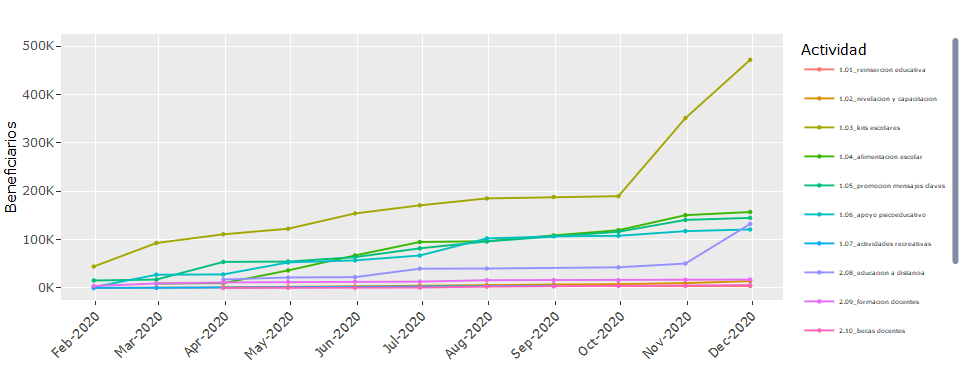 500K
400K
300K
200K
100K
0K
Beneficiarios
Feb-2020
Mar-2020
Apr-2020
May-2020
Jun-2020
Jul-2020
Aug-2020
Sep-2020
Oct-2020
Nov-2020
Dec-2020
Actividad
1.01_reinsercion educativa
1.02_nivelacion y capacitacion
1.03_kits escolares
1.04_alimentacion escolar
1.05_promocion mensajes claves
1.06_apoyo psicoeducativo
1.07_actividades recreativas
2.08_educacion a distancia
2.09_formacion docentes
2.10_becas docentes